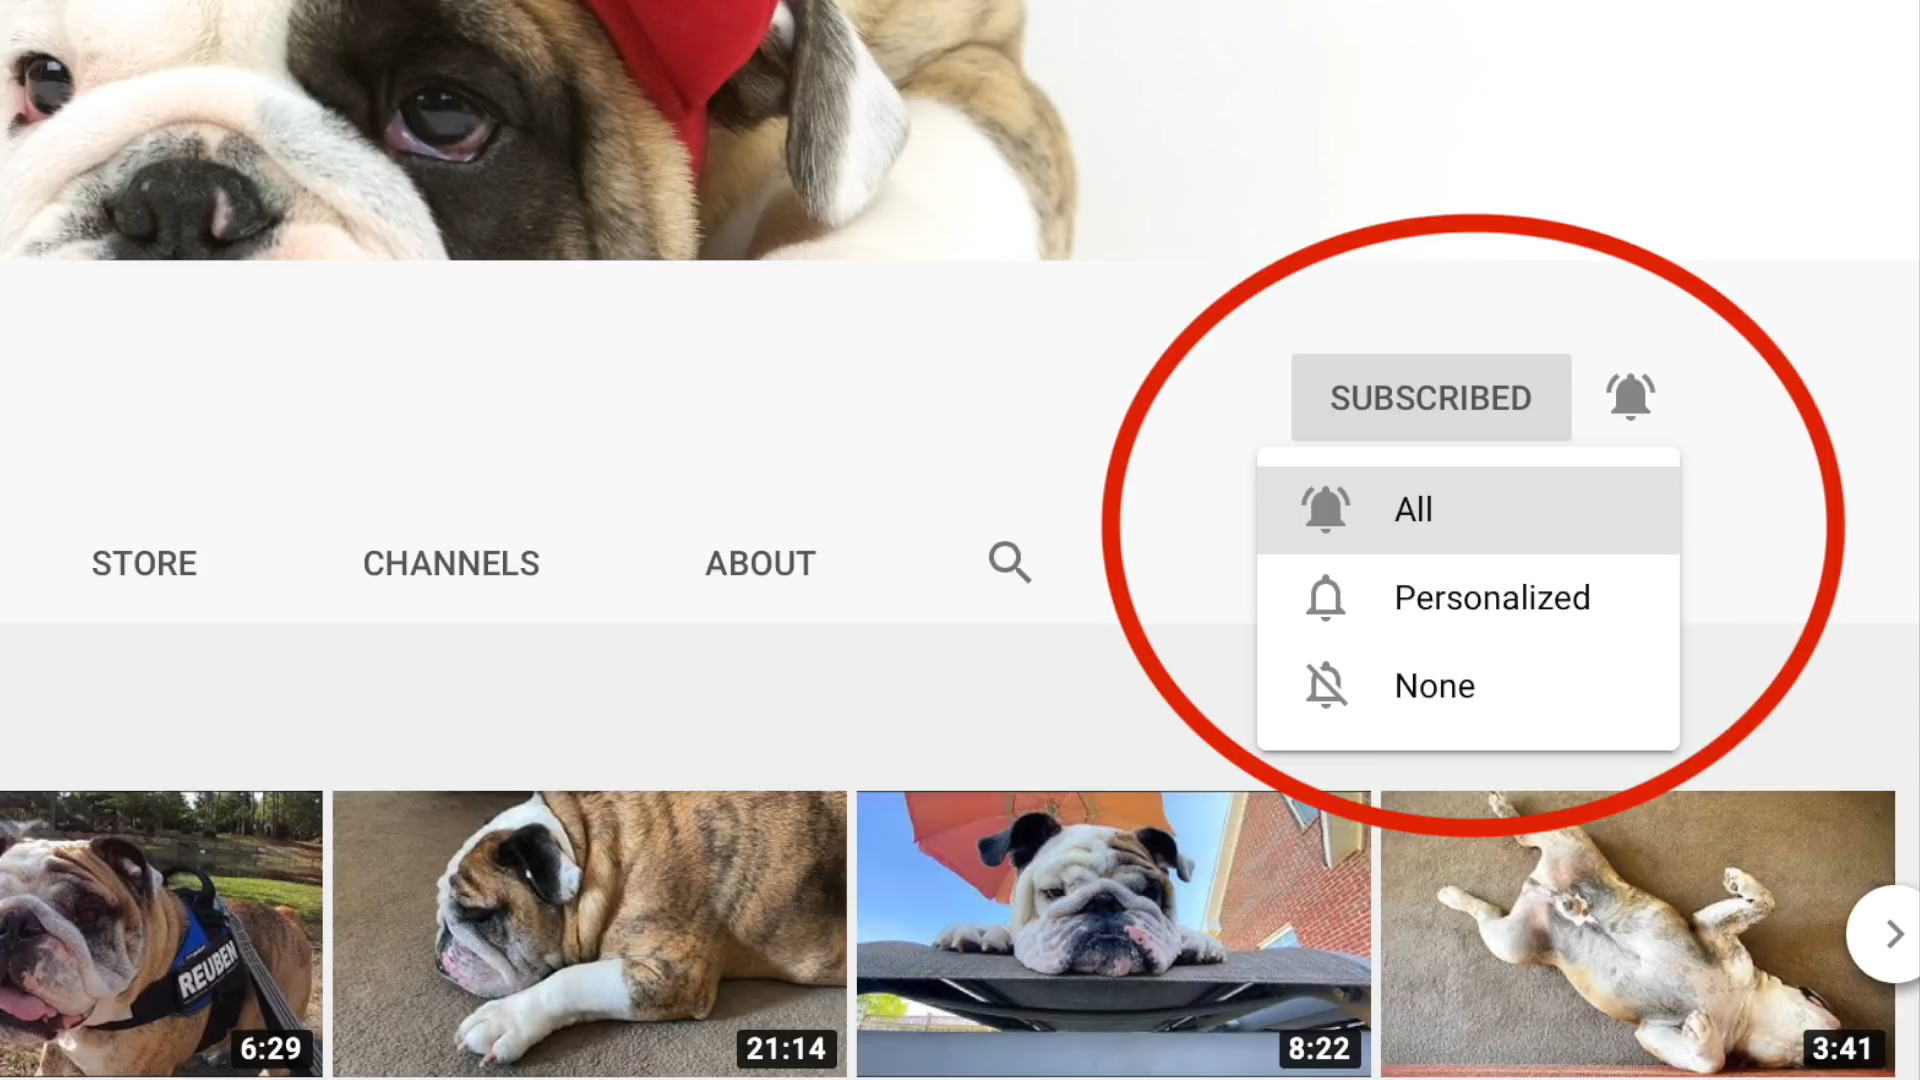 SUBSCRIBED
All
Personalized
None
STORE
CHANNELS
ABOUT
REUBEN
6:29
21:14
8:22
3:41